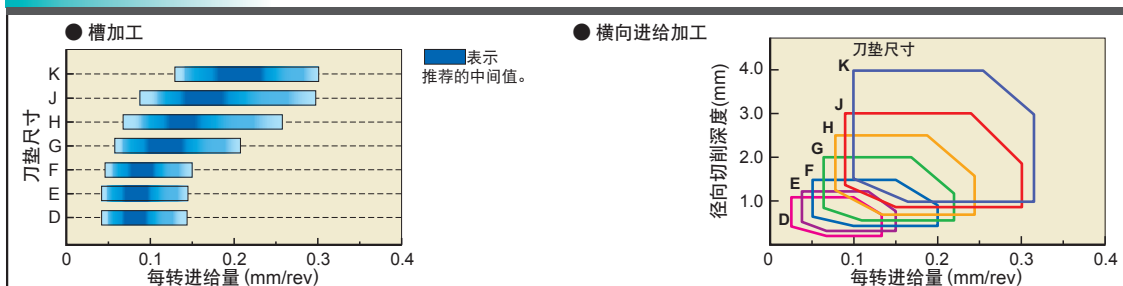 ● 槽加工
刀垫尺寸
K
J
H
G
F
E
D
0
0.1
0.2
0.3
0.4
每转进给量 (mm/rev)
表示
推荐的中间值。
● 横向进给加工
刀垫尺寸
径向切削深度(mm)
4.0
3.0
2.0
1.0
K
J
H
G
F
E
D
0
0.1
0.2
0.3
0.4
每转进给量 (mm/rev)